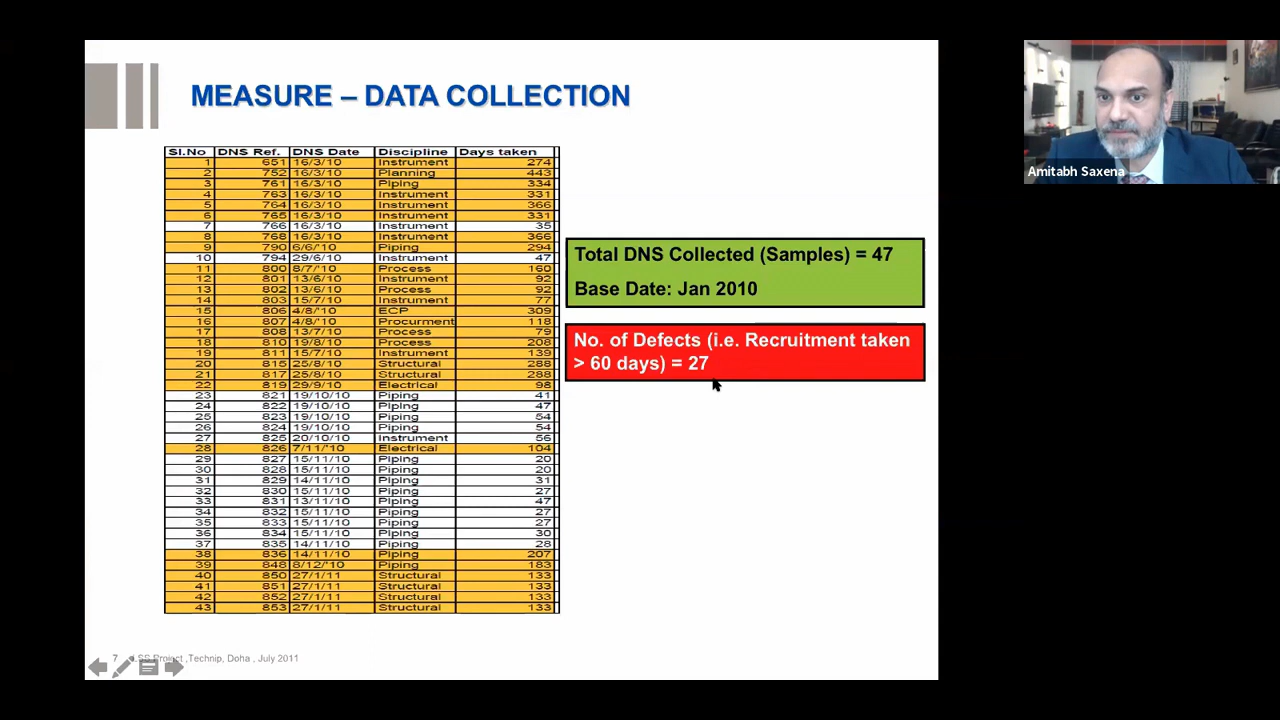 MEASURE – DATA COLLECTION
Sl.No DNS Ref. DNS Date Discipline Days taken
1 651 16/3/10 Instrument 274
2 752 16/3/10 Planning 443
3 761 16/3/10 Piping 334
4 763 16/3/10 Instrument 331
5 764 16/3/10 Instrument 366
6 765 16/3/10 Instrument 331
7 766 16/3/10 Instrument 35
8 768 16/3/10 Instrument 366
9 790 6/6/'10 Piping 294
10 794 29/6/10 Instrument 47
11 800 8/7/'10 Process 160
12 801 13/6/10 Instrument 92
13 802 13/6/10 Process 92
14 803 15/7/10 Instrument 77
15 806 4/8/'10 ECP 309
16 807 4/8/'10 Procurment 118
17 808 13/7/10 Process 79
18 810 19/8/10 Process 208
19 811 15/7/10 Instrument 139
20 815 25/8/10 Structural 288
21 817 25/8/10 Structural 288
22 819 29/9/10 Electrical 98
23 821 19/10/10 Piping 41
24 822 19/10/10 Piping 47
25 823 19/10/10 Piping 54
26 824 19/10/10 Piping 54
27 825 20/10/10 Instrument 56
28 826 7/11/'10 Electrical 104
29 827 15/11/10 Piping 20
30 828 15/11/10 Piping 20
31 829 14/11/10 Piping 31
32 830 15/11/10 Piping 27
33 831 13/11/10 Piping 47
34 832 15/11/10 Piping 27
35 833 15/11/10 Piping 27
36 834 15/11/10 Piping 30
37 835 14/11/10 Piping 28
38 836 14/11/10 Piping 207
39 848 8/12/'10 Piping 183
40 850 27/1/11 Structural 133
41 851 27/1/11 Structural 133
42 852 27/1/11 Structural 133
43 853 27/1/11 Structural 133
Total DNS Collected (Samples) = 47
Base Date: Jan 2010
No. of Defects (i.e. Recruitment taken
> 60 days) = 27
7 LSS Project ,Technip, Doha , July 2011
Amitabh Saxena